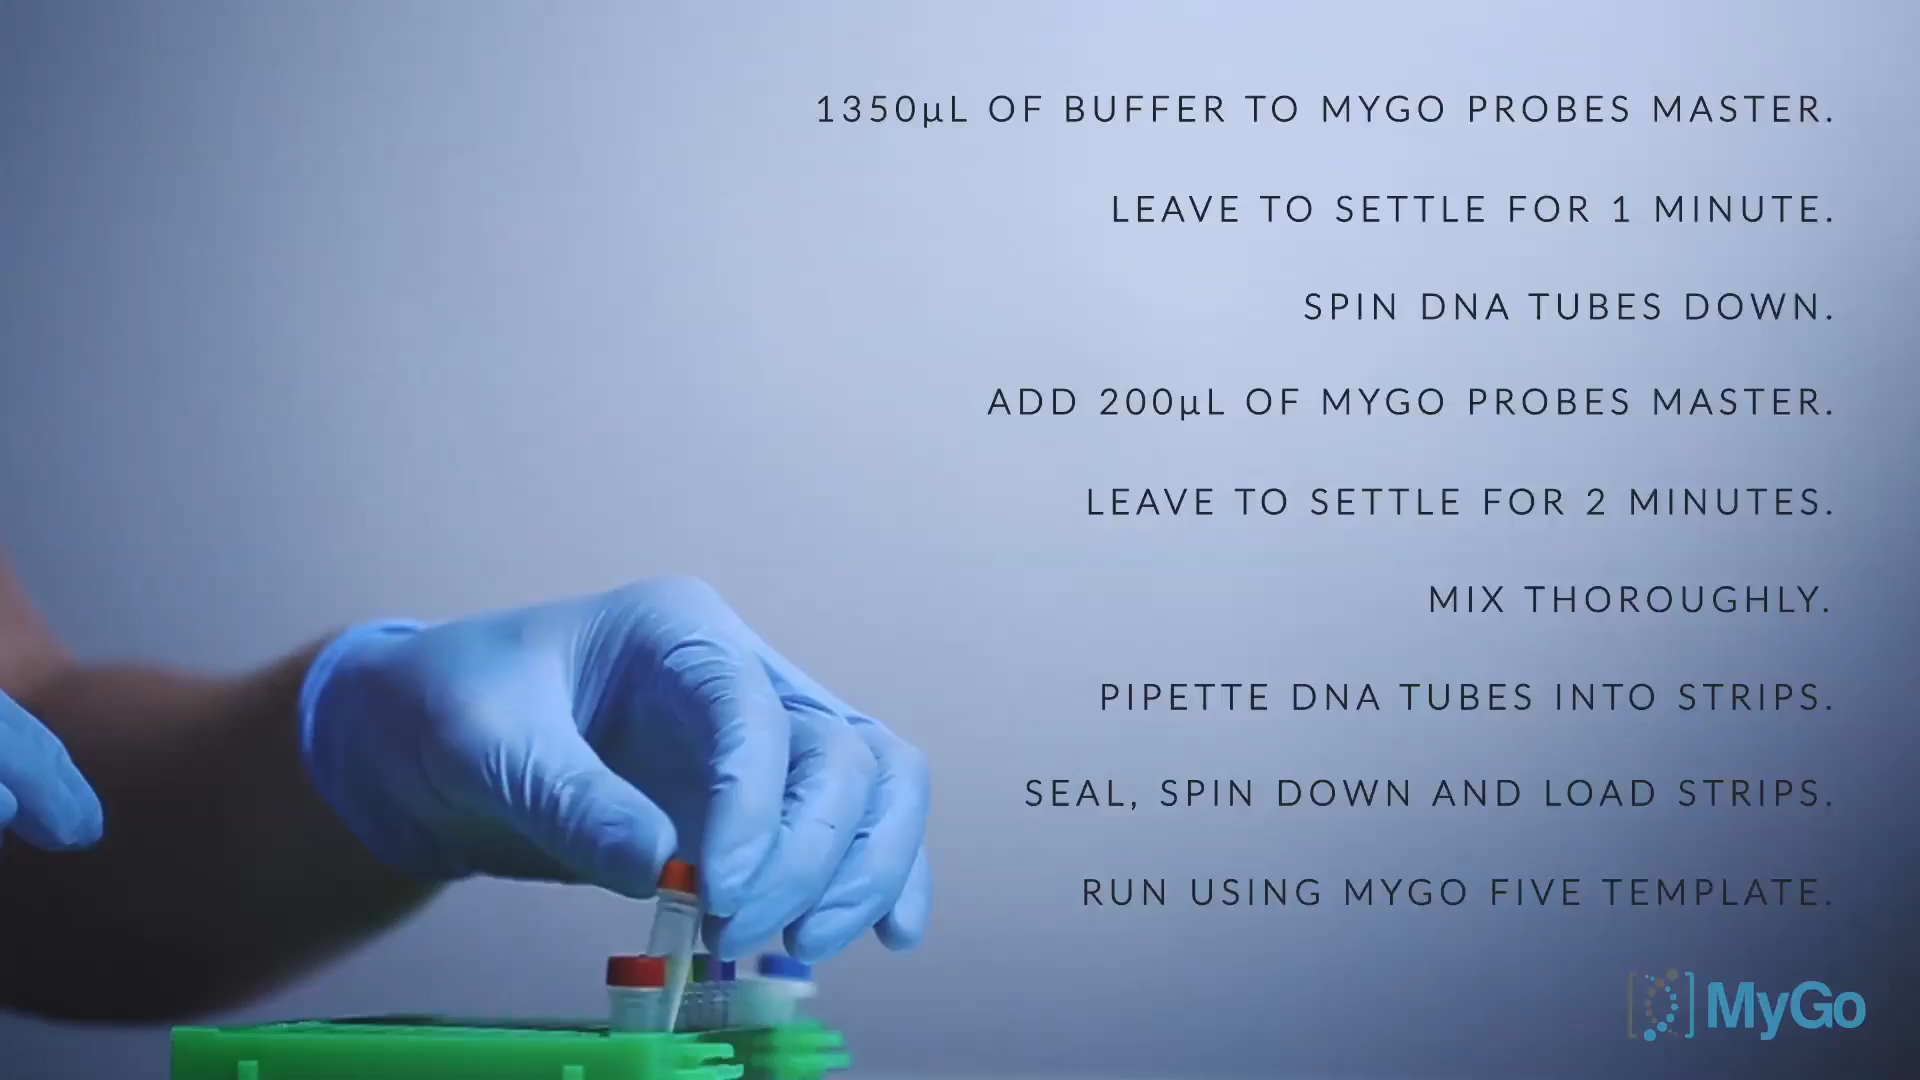 1350µL OF BUFFER TO MYGO PROBES MASTER.
LEAVE TO SETTLE FOR 1 MINUTE.
SPIN DNA TUBES DOWN.
ADD 200µL OF MYGO PROBES MASTER.
LEAVE TO SETTLE FOR 2 MINUTES.
MIX THOROUGHLY.
PIPETTE DNA TUBES INTO STRIPS.
SEAL, SPIN DOWN AND LOAD STRIPS.
RUN USING MYGO FIVE TEMPLATE.
MyGo